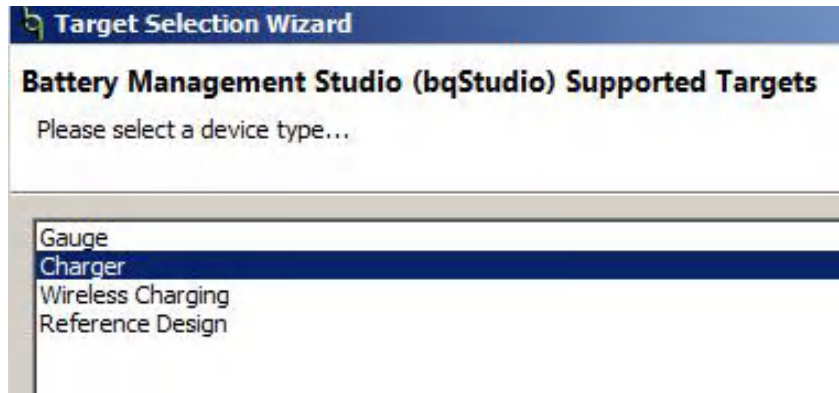 Target Selection Wizard
Battery Management Studio (bqStudio) Supported Targets
Please select a device type...
Gauge
Charger
Wireless Charging
Reference Design